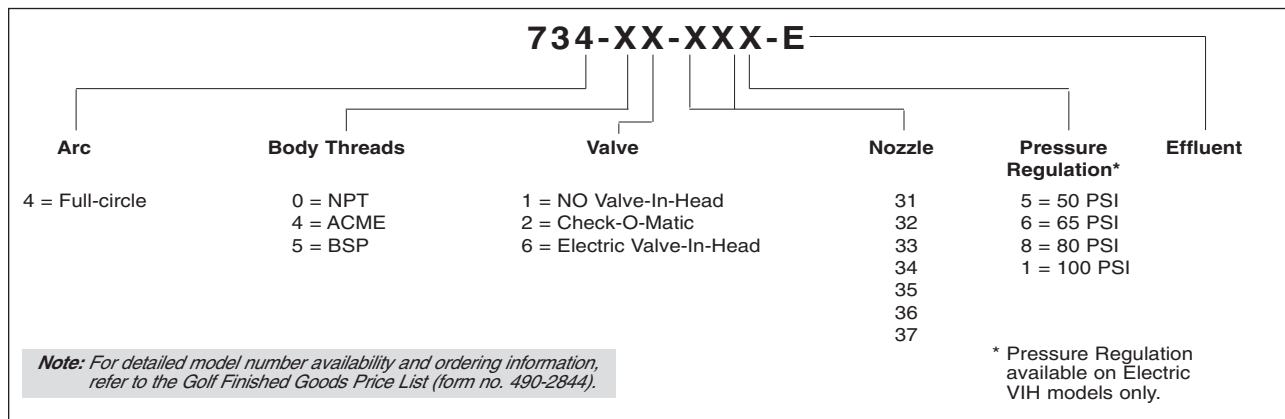 734-XX-XXX-E
Arc
4 = Full-circle
Body Threads
0 = NPT
4 = ACME
5 = BSP
Valve
1 = NO Valve-In-Head
2 = Check-O-Matic
6 = Electric Valve-In-Head
Nozzle
31
32
33
34
35
36
37
Pressure
Regulation*
5 = 50 PSI
6 = 65 PSI
8 = 80 PSI
1 = 100 PSI
Effluent
Note: For detailed model number availability and ordering information,
refer to the Golf Finished Goods Price List (form no. 490-2844).
* Pressure Regulation
available on Electric
VIH models only.